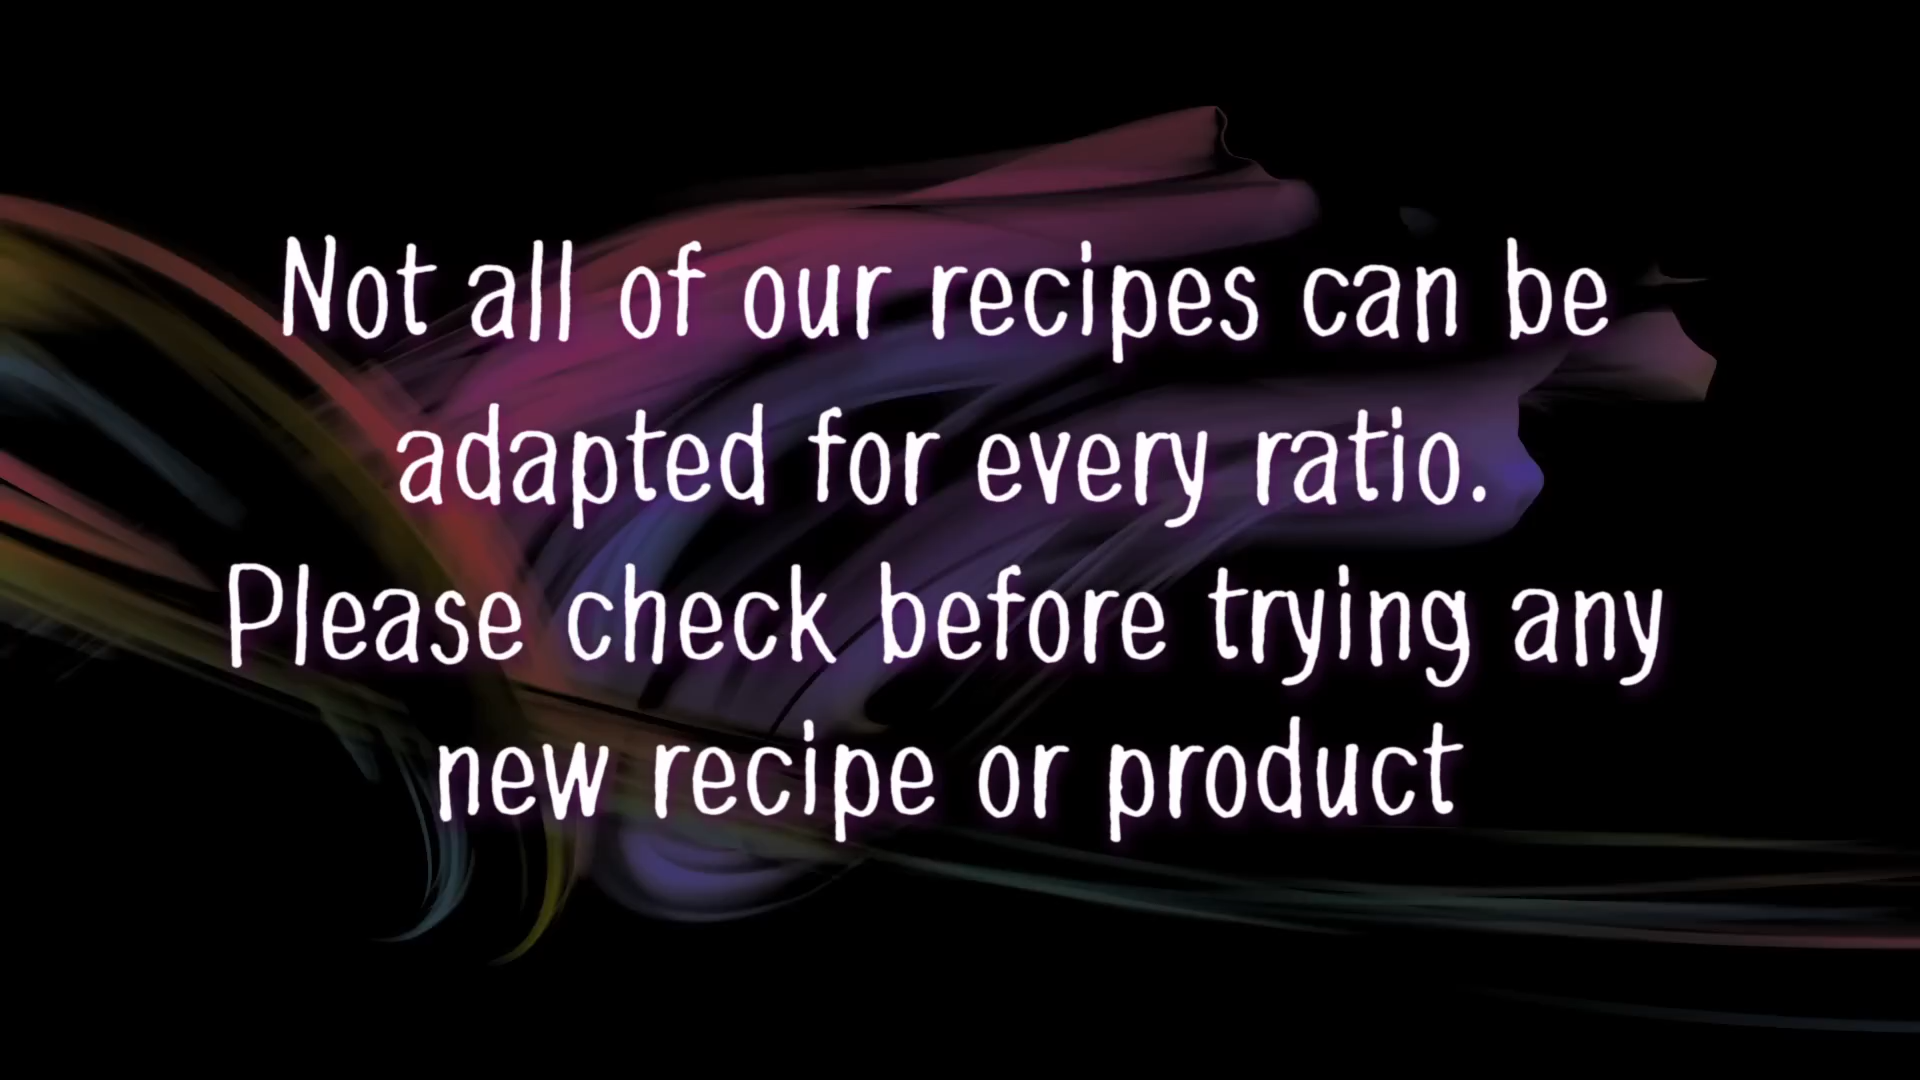 Not all of our recipes can be
adapted for every ratio.
Please check before trying any
new recipe or product